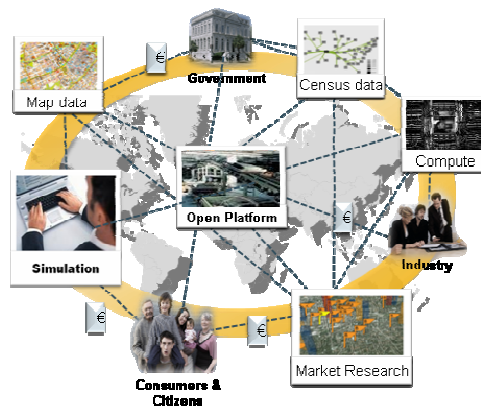 €
Government
Census data
Map data
Compute
Open Platform
€
Simulation
Industry
€
€
Market Research
Consumers &
Citizens